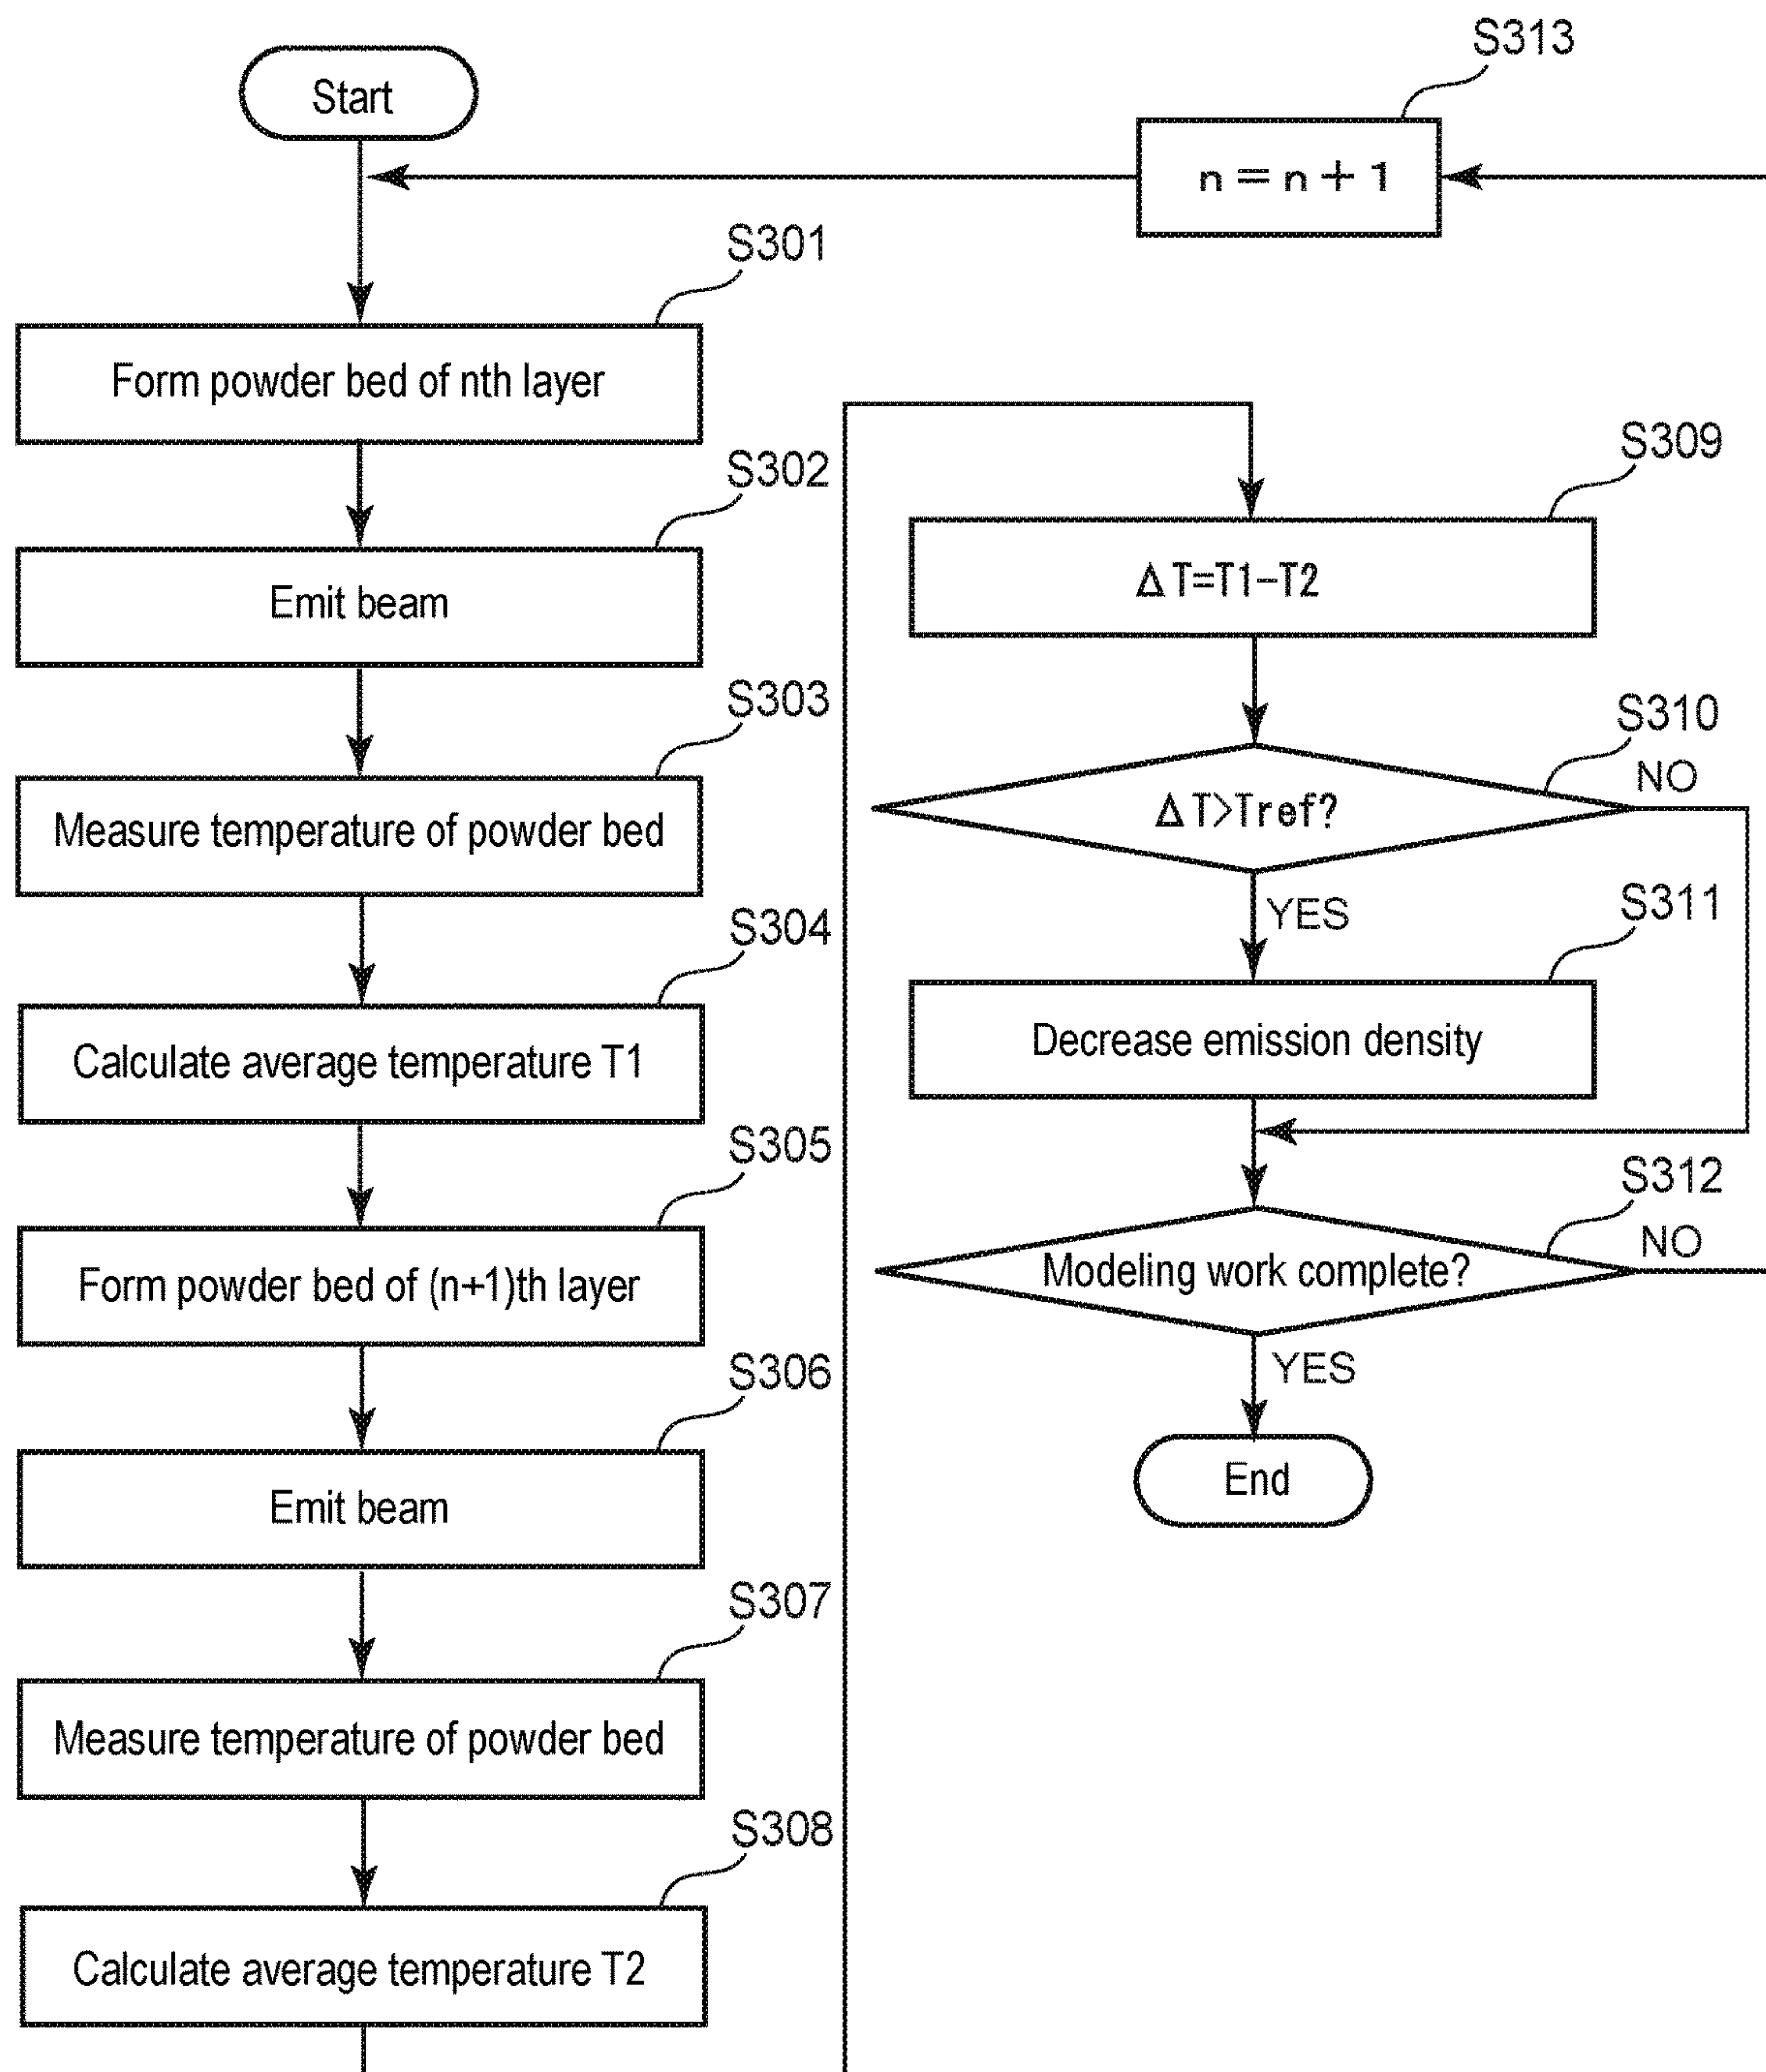 Start
S301
Form powder bed of nth layer
S302
Emit beam
S303
Measure temperature of powder bed
S304
Calculate average temperature T1
S305
Form powder bed of (n+1)th layer
S306
Emit beam
S307
Measure temperature of powder bed
S308
Calculate average temperature T2
S309
ΔT=T1-T2
S310
ΔT>Tref?
NO
YES
S311
Decrease emission density
S312
Modeling work complete?
NO
YES
End
S313
n = n + 1